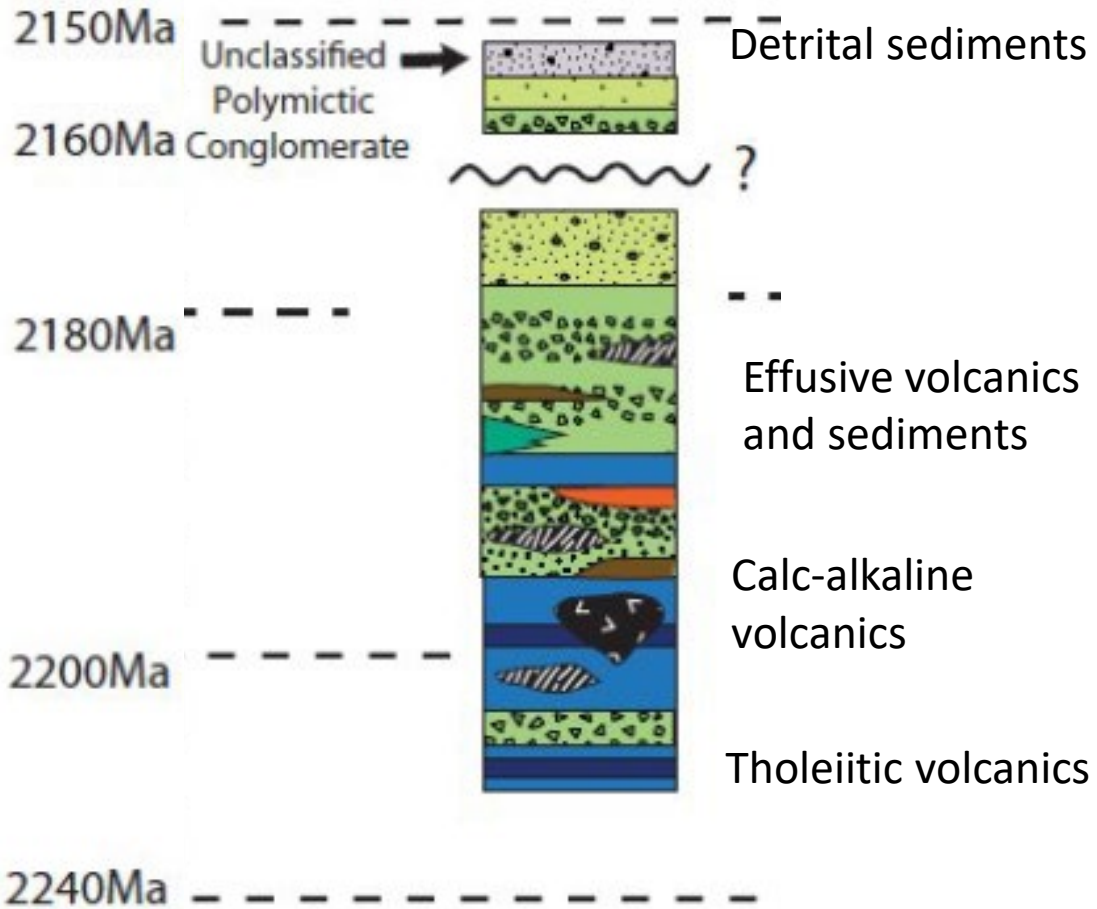 2150Ma
Unclassified
Polymictic
Conglomerate
Detrital sediments
2160Ma
?
2180Ma
Effusive volcanics
and sediments
Calc-alkaline
volcanics
2200Ma
Tholeiitic volcanics
2240Ma